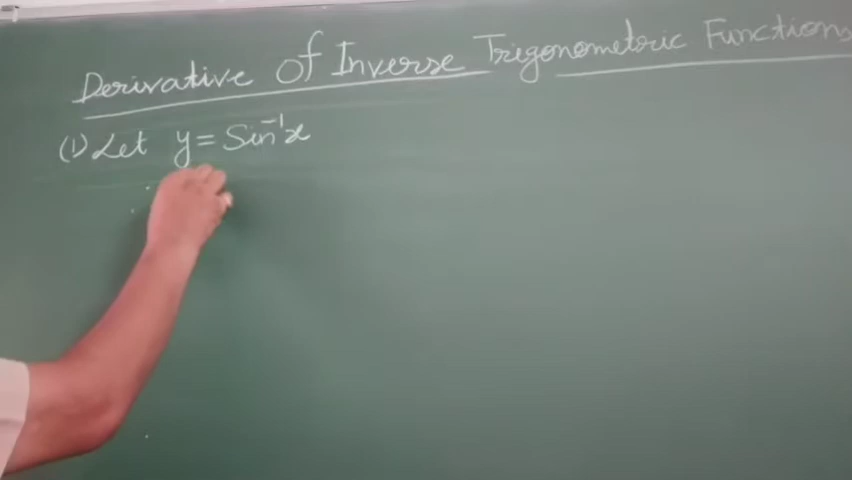 Derivative Of Inverse Trigonometric Functions
(1) Let y = Sin⁻¹x